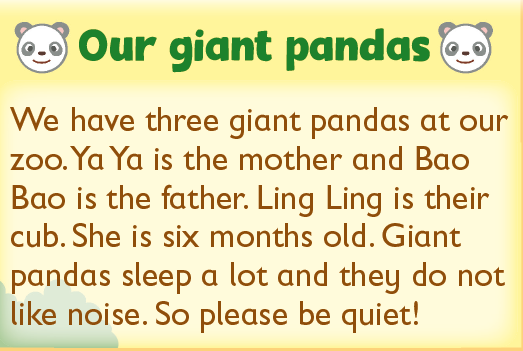 Our giant pandas
We have three giant pandas at our
zoo. Ya Ya is the mother and Bao
Bao is the father. Ling Ling is their
cub. She is six months old. Giant
pandas sleep a lot and they do not
like noise. So please be quiet!